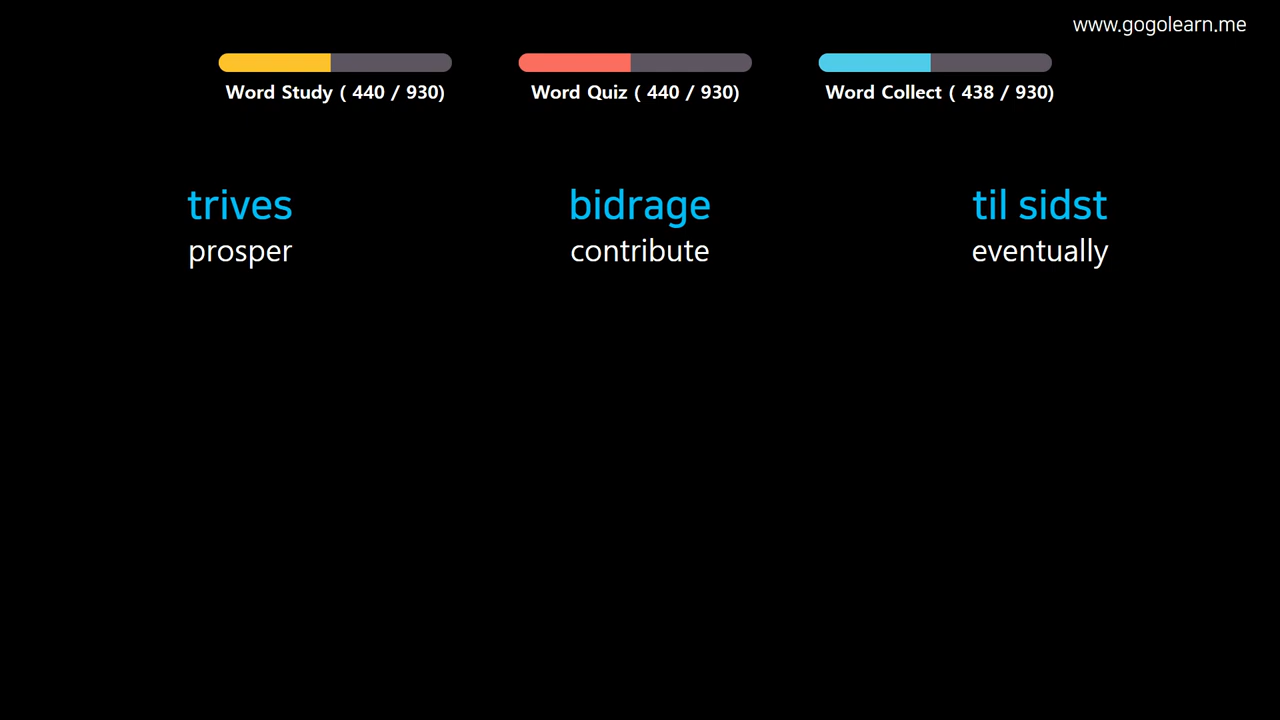 www.gogolearn.me
Word Study ( 440 / 930)
Word Quiz ( 440 / 930)
Word Collect ( 438 / 930)
trives
prosper
bidrage
contribute
til sidst
eventually